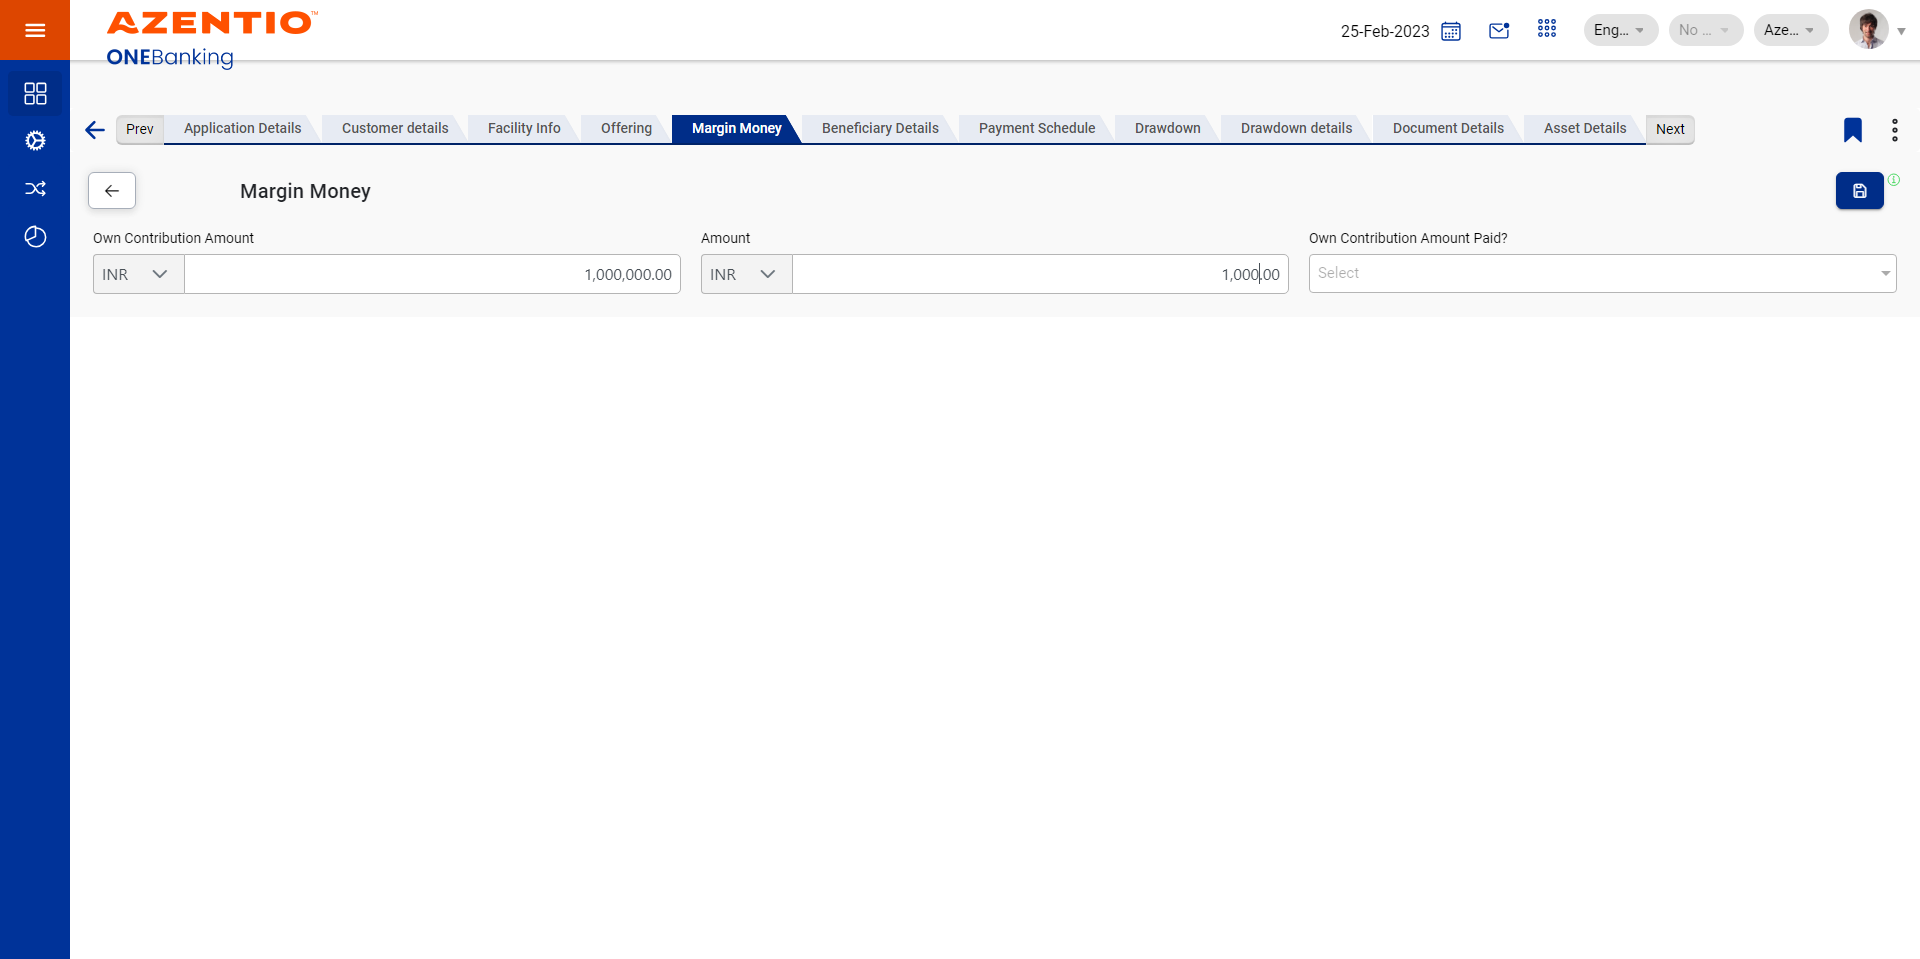 AZENTIO™
ONEBanking
25-Feb-2023
Eng...
No ...
Aze...
Prev
Application Details
Customer details
Facility Info
Offering
Margin Money
Beneficiary Details
Payment Schedule
Drawdown
Drawdown details
Document Details
Asset Details
Next
Margin Money
Own Contribution Amount
INR
1,000,000.00
Amount
INR
1,000.00
Own Contribution Amount Paid?
Select